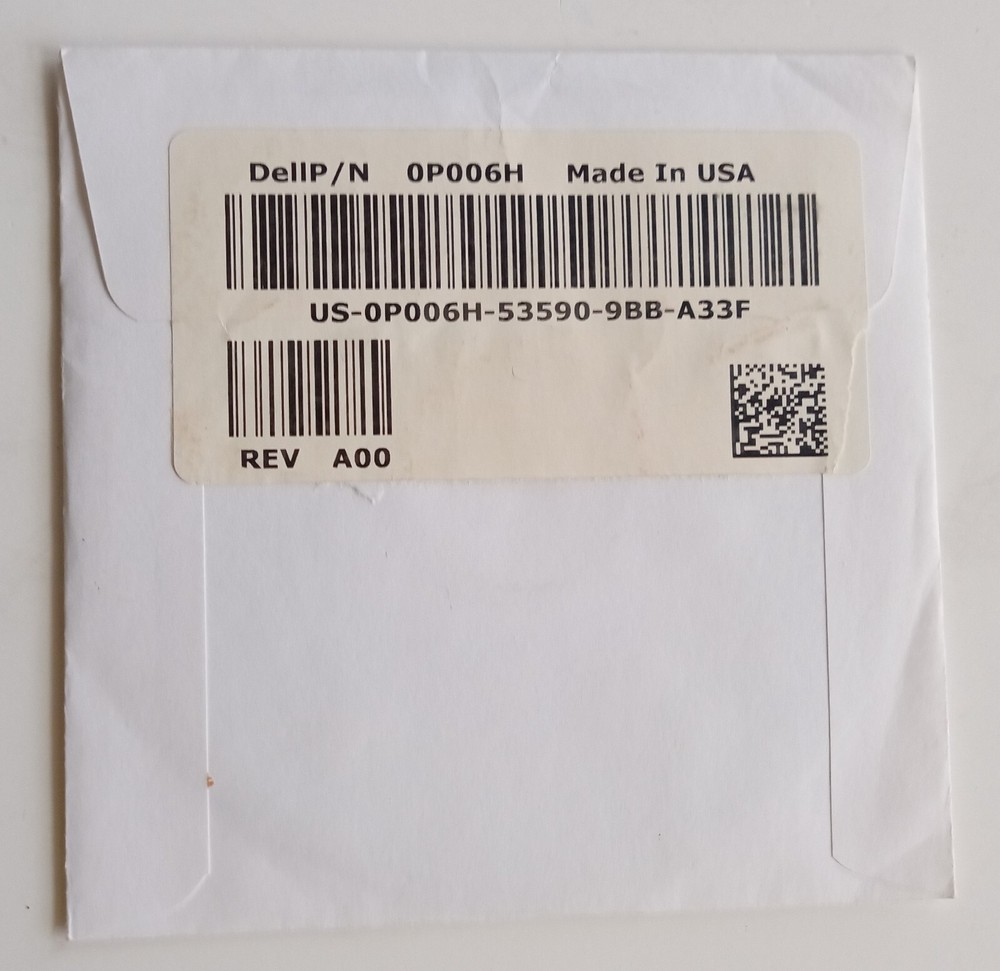 DellP/N 0P006H Made In USA
US-0P006H-53590-9BB-A33F
REV A00